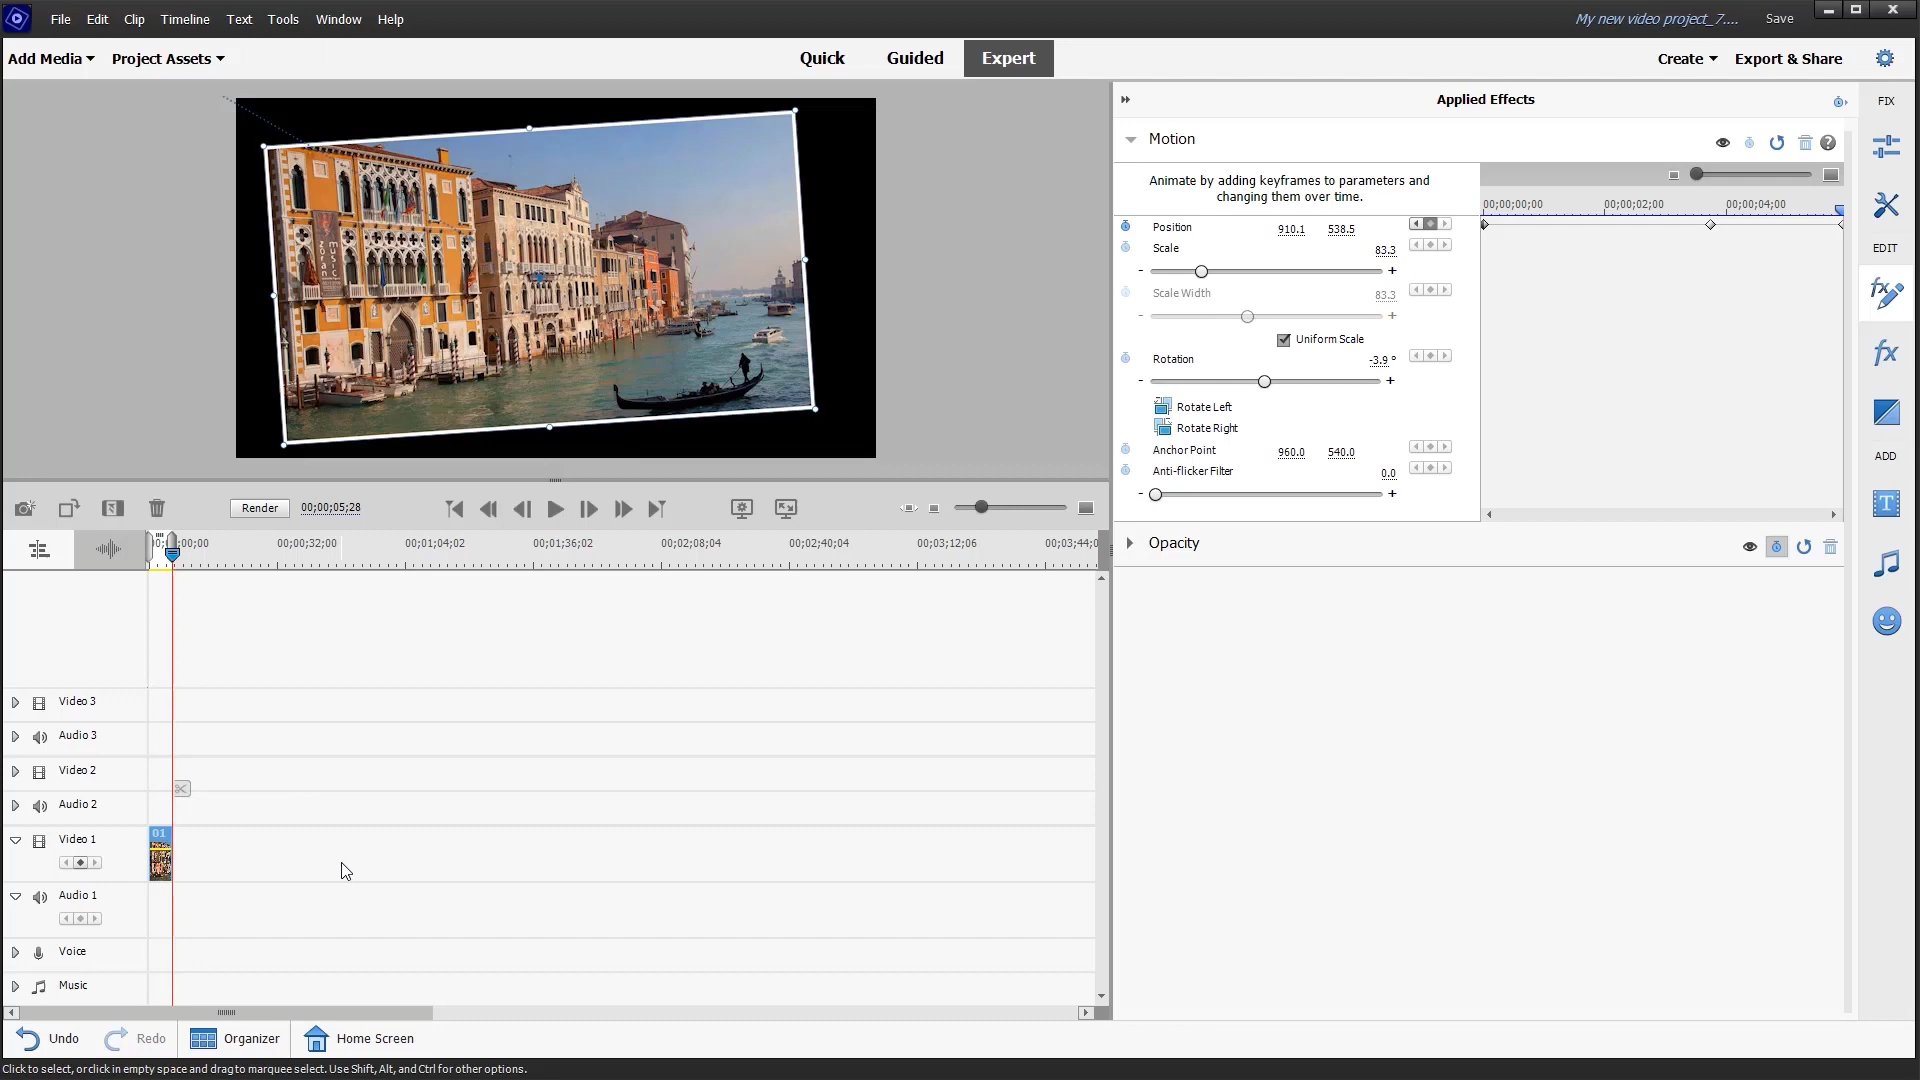 File Edit Clip Timeline Text Tools Window Help
My new video project_7.... Save
Add Media Project Assets
Quick Guided Expert
Create Export & Share
Applied Effects
FIX
Motion
Animate by adding keyframes to parameters and
changing them over time.
00;00;00;00 00;00;02;00 00;00;04;00
Position 910.1 538.5
Scale 83.3
- +
Scale Width 83.3
- +
Uniform Scale
Rotation -3.9 °
- +
Rotate Left
Rotate Right
Anchor Point 960.0 540.0
Anti-flicker Filter 0.0
- +
Opacity
EDIT
ADD
Render 00;00;05;28
00;00;32;00 00;01;04;02 00;01;36;02 00;02;08;04 00;02;40;04 00;03;12;06 00;03;44;0
Video 3
Audio 3
Video 2
Audio 2
Video 1
01
Audio 1
Voice
Music
Undo Redo Organizer Home Screen
Click to select, or click in empty space and drag to marquee select. Use Shift, Alt, and Ctrl for other options.